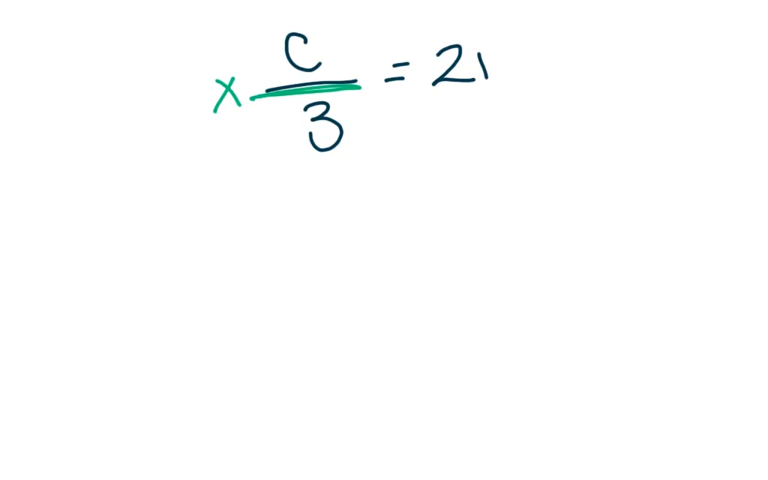 x c/3 = 21